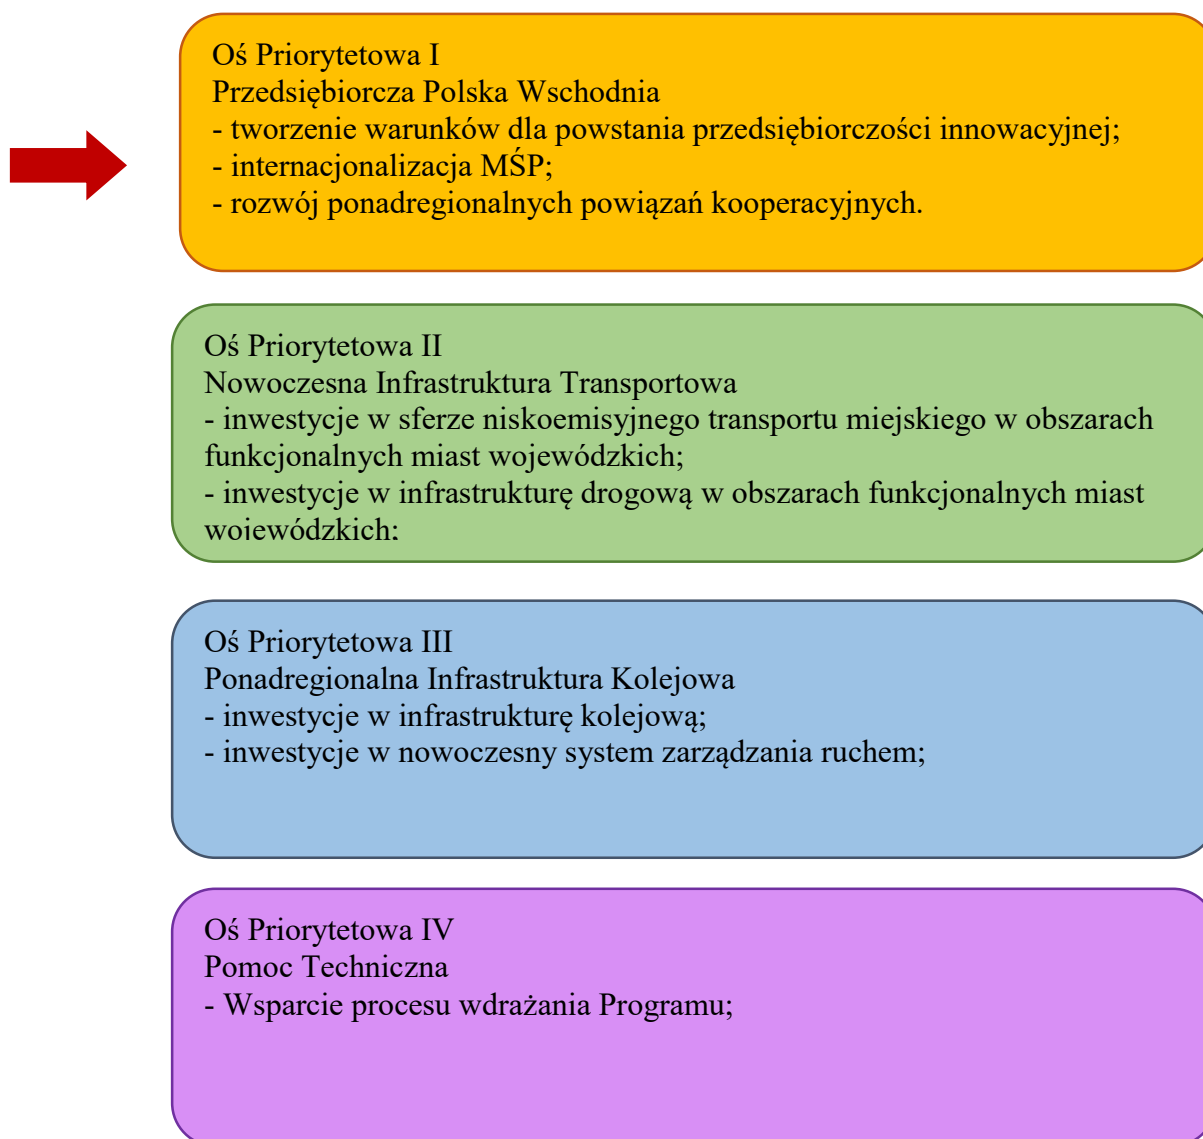 Oś Priorytetowa I
Przedsiębiorcza Polska Wschodnia
- tworzenie warunków dla powstania przedsiębiorczości innowacyjnej;
- internacjonalizacja MŚP;
- rozwój ponadregionalnych powiązań kooperacyjnych.
Oś Priorytetowa II
Nowoczesna Infrastruktura Transportowa
- inwestycje w sferze niskoemisyjnego transportu miejskiego w obszarach
funkcjonalnych miast wojewódzkich;
- inwestycje w infrastrukturę drogową w obszarach funkcjonalnych miast
wojewódzkich;
Oś Priorytetowa III
Ponadregionalna Infrastruktura Kolejowa
- inwestycje w infrastrukturę kolejową;
- inwestycje w nowoczesny system zarządzania ruchem;
Oś Priorytetowa IV
Pomoc Techniczna
- Wsparcie procesu wdrażania Programu;